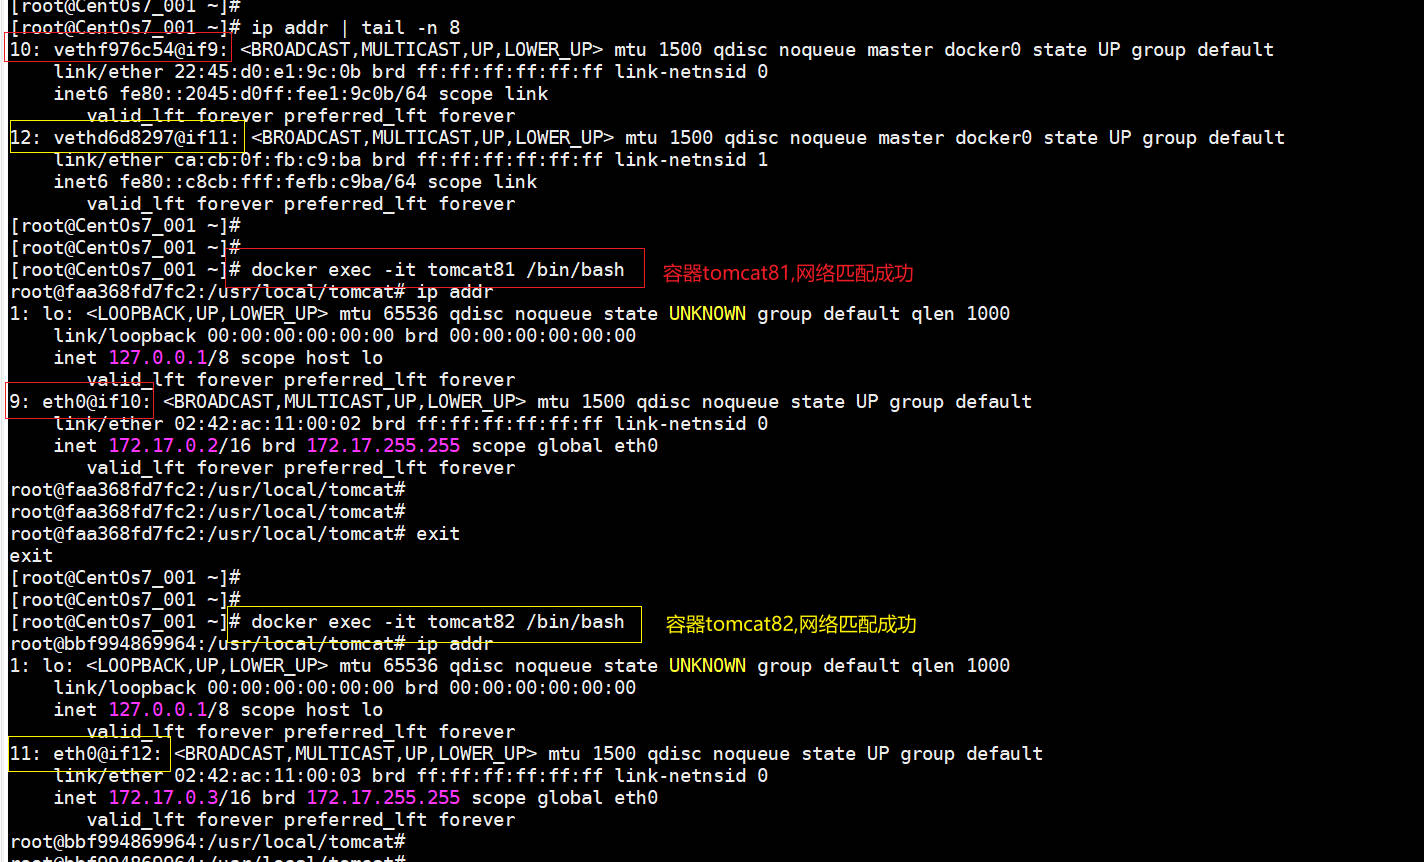 [root@CentOs7_001 ~]#
[root@CentOs7_001 ~]# ip addr | tail -n 8
10: vethf976c54@if9: <BROADCAST,MULTICAST,UP,LOWER_UP> mtu 1500 qdisc noqueue master docker0 state UP group default
link/ether 22:45:d0:e1:9c:0b brd ff:ff:ff:ff:ff:ff link-netnsid 0
inet6 fe80::2045:d0ff:fee1:9c0b/64 scope link
valid_lft forever preferred_lft forever
12: vethd6d8297@if11: <BROADCAST,MULTICAST,UP,LOWER_UP> mtu 1500 qdisc noqueue master docker0 state UP group default
link/ether ca:cb:0f:fb:c9:ba brd ff:ff:ff:ff:ff:ff link-netnsid 1
inet6 fe80::c8cb:fff:fefb:c9ba/64 scope link
valid_lft forever preferred_lft forever
[root@CentOs7_001 ~]#
[root@CentOs7_001 ~]#
[root@CentOs7_001 ~]# docker exec -it tomcat81 /bin/bash 容器tomcat81,网络匹配成功
root@faa368fd7fc2:/usr/local/tomcat# ip addr
1: lo: <LOOPBACK,UP,LOWER_UP> mtu 65536 qdisc noqueue state UNKNOWN group default qlen 1000
link/loopback 00:00:00:00:00:00 brd 00:00:00:00:00:00
inet 127.0.0.1/8 scope host lo
valid_lft forever preferred_lft forever
9: eth0@if10: <BROADCAST,MULTICAST,UP,LOWER_UP> mtu 1500 qdisc noqueue state UP group default
link/ether 02:42:ac:11:00:02 brd ff:ff:ff:ff:ff:ff link-netnsid 0
inet 172.17.0.2/16 brd 172.17.255.255 scope global eth0
valid_lft forever preferred_lft forever
root@faa368fd7fc2:/usr/local/tomcat#
root@faa368fd7fc2:/usr/local/tomcat#
root@faa368fd7fc2:/usr/local/tomcat# exit
exit
[root@CentOs7_001 ~]#
[root@CentOs7_001 ~]#
[root@CentOs7_001 ~]# docker exec -it tomcat82 /bin/bash 容器tomcat82,网络匹配成功
root@bbf994869964:/usr/local/tomcat# ip addr
1: lo: <LOOPBACK,UP,LOWER_UP> mtu 65536 qdisc noqueue state UNKNOWN group default qlen 1000
link/loopback 00:00:00:00:00:00 brd 00:00:00:00:00:00
inet 127.0.0.1/8 scope host lo
valid_lft forever preferred_lft forever
11: eth0@if12: <BROADCAST,MULTICAST,UP,LOWER_UP> mtu 1500 qdisc noqueue state UP group default
link/ether 02:42:ac:11:00:03 brd ff:ff:ff:ff:ff:ff link-netnsid 0
inet 172.17.0.3/16 brd 172.17.255.255 scope global eth0
valid_lft forever preferred_lft forever
root@bbf994869964:/usr/local/tomcat#
root@bbf994869964:/usr/local/tomcat#